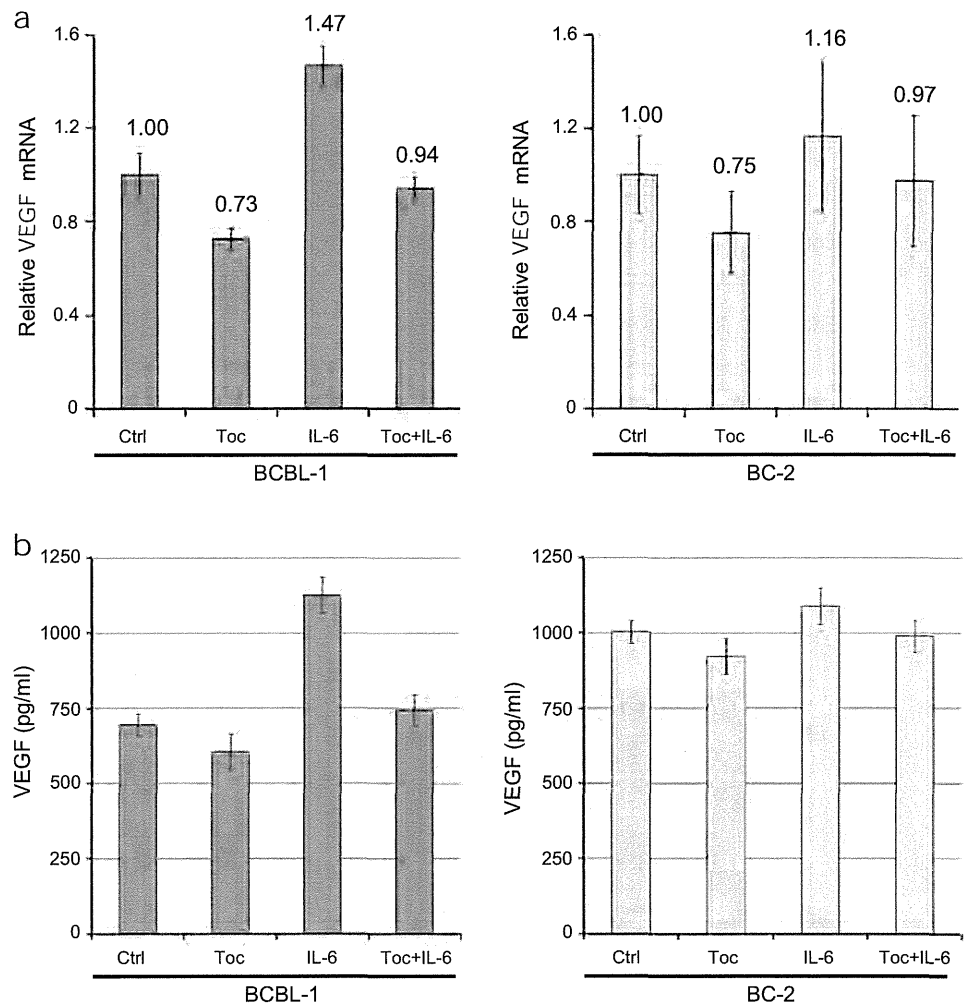 a
1.6
1.2
0.8
0.4
0
Relative VEGF mRNA
1.00
0.73
1.47
0.94
Ctrl
Toc
IL-6
Toc+IL-6
BCBL-1
1.6
1.2
0.8
0.4
0
Relative VEGF mRNA
1.00
0.75
1.16
0.97
Ctrl
Toc
IL-6
Toc+IL-6
BC-2
b
1250
1000
750
500
250
0
VEGF (pg/ml)
Ctrl
Toc
IL-6
Toc+IL-6
BCBL-1
1250
1000
750
500
250
0
VEGF (pg/ml)
Ctrl
Toc
IL-6
Toc+IL-6
BC-2